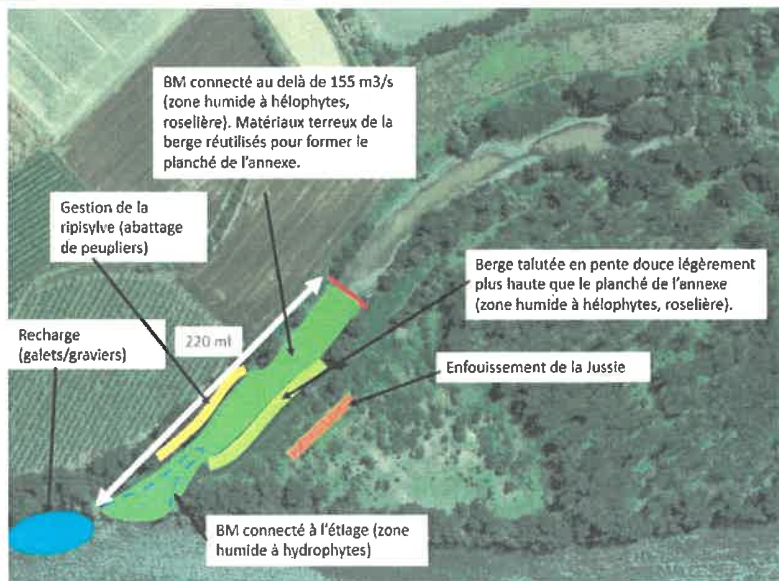 BM connecté au delà de 155 m3/s
(zone humide à hélophytes,
roselière). Matériaux terreux de la
berge réutilisés pour former le
planché de l'annexe.
Gestion de la
ripisylve (abattage
de peupliers)
Berge talutée en pente douce légèrement
plus haute que le planché de l'annexe
(zone humide à hélophytes, roselière).
Recharge
(galets/graviers)
220 ml
Enfouissement de la Jussie
BM connecté à l'étiage (zone
humide à hydrophytes)